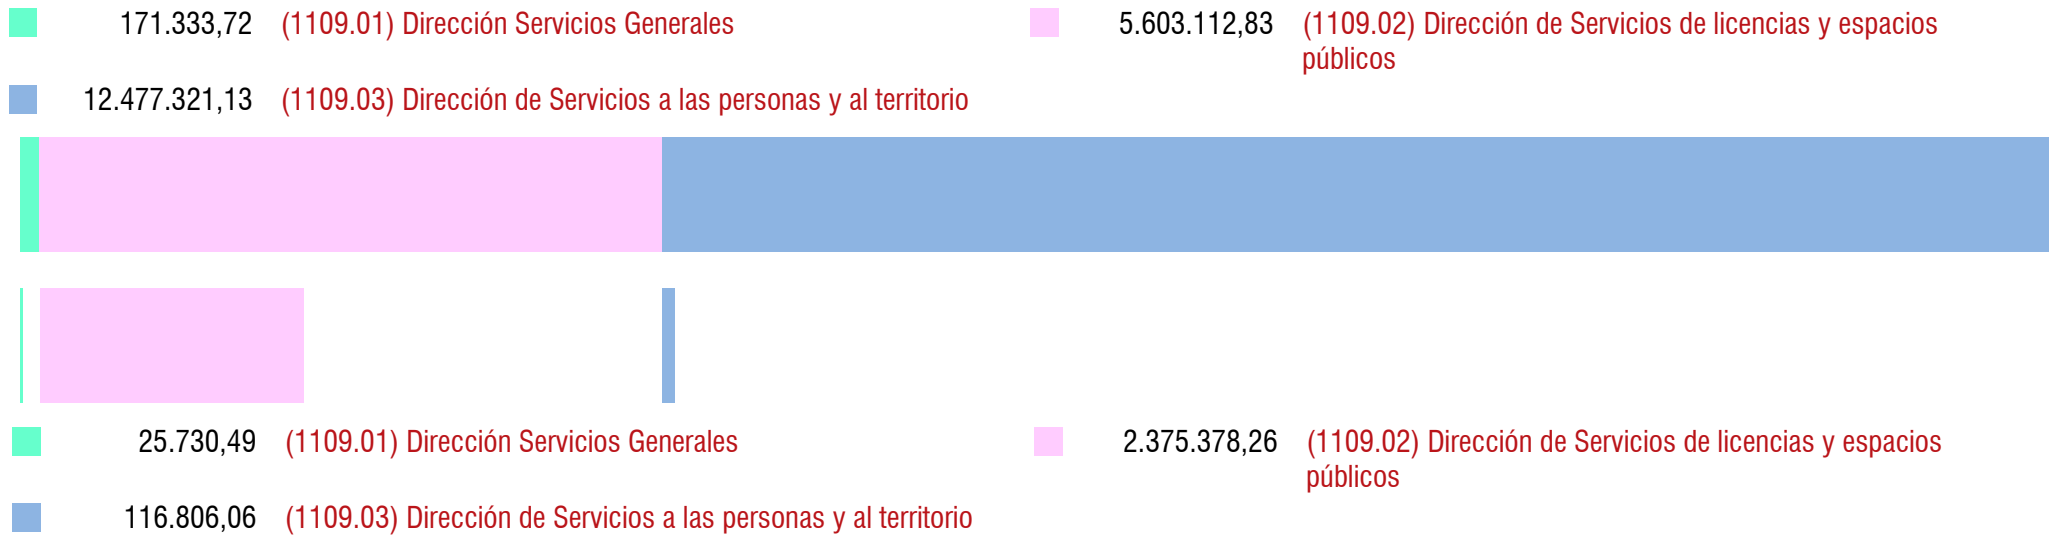 171.333,72 (1109.01) Dirección Servicios Generales
5.603.112,83 (1109.02) Dirección de Servicios de licencias y espacios
públicos
12.477.321,13 (1109.03) Dirección de Servicios a las personas y al territorio
25.730,49 (1109.01) Dirección Servicios Generales
2.375.378,26 (1109.02) Dirección de Servicios de licencias y espacios
públicos
116.806,06 (1109.03) Dirección de Servicios a las personas y al territorio